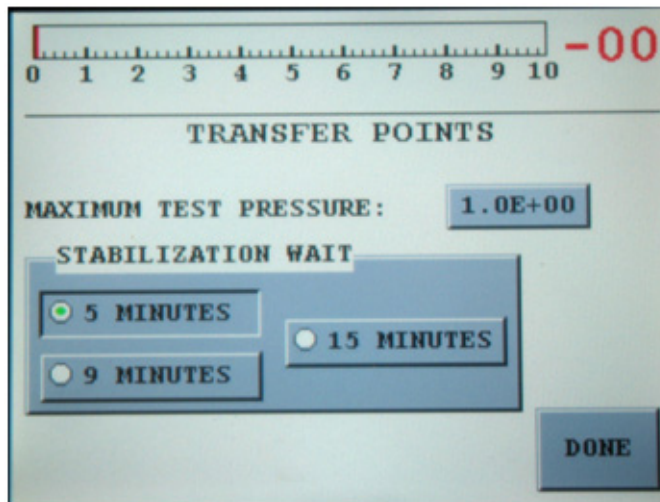 0 1 2 3 4 5 6 7 8 9 10
-00
TRANSFER POINTS
MAXIMUM TEST PRESSURE: 1.0E+00
STABILIZATION WAIT
5 MINUTES
9 MINUTES
15 MINUTES
DONE